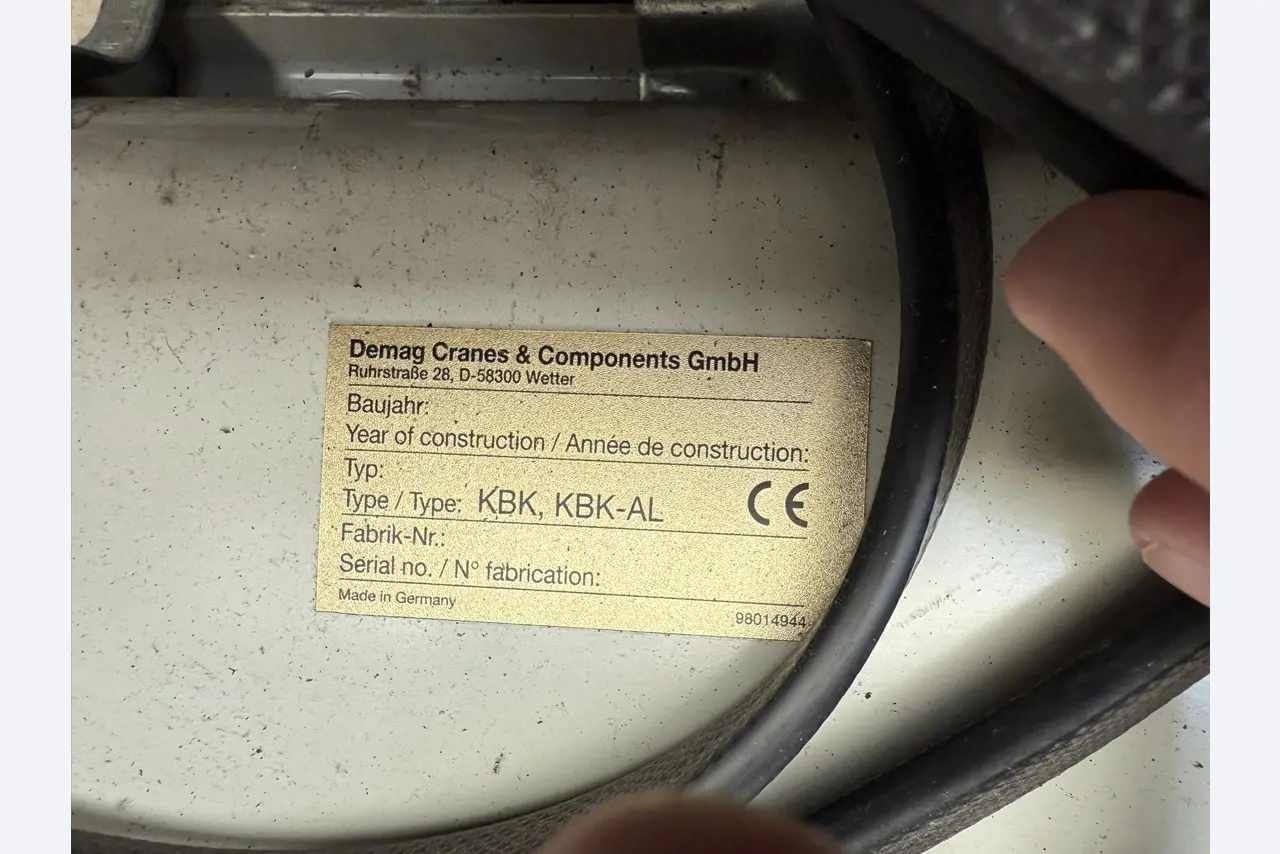 Demag Cranes & Components GmbH
Ruhrstraße 28, D-58300 Wetter
Baujahr:
Year of construction / Année de construction:
Typ:
Type / Type: KBK, KBK-AL
CE
Fabrik-Nr.:
Serial no. / N° fabrication:
Made in Germany
98014944